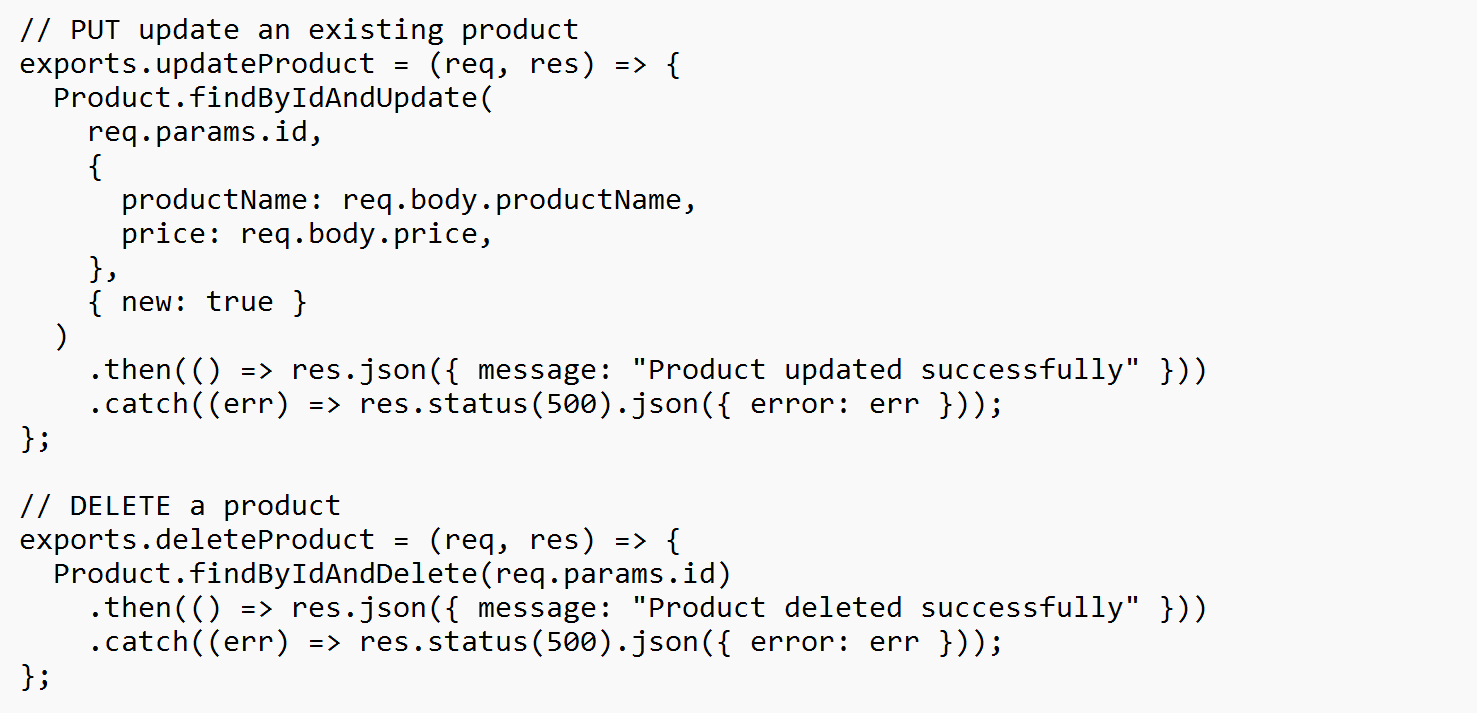 // PUT update an existing product
exports.updateProduct = (req, res) => {
  Product.findByIdAndUpdate(
    req.params.id,
    {
      productName: req.body.productName,
      price: req.body.price,
    },
    { new: true }
  )
    .then(() => res.json({ message: "Product updated successfully" }))
    .catch((err) => res.status(500).json({ error: err }));
};

// DELETE a product
exports.deleteProduct = (req, res) => {
  Product.findByIdAndDelete(req.params.id)
    .then(() => res.json({ message: "Product deleted successfully" }))
    .catch((err) => res.status(500).json({ error: err }));
};